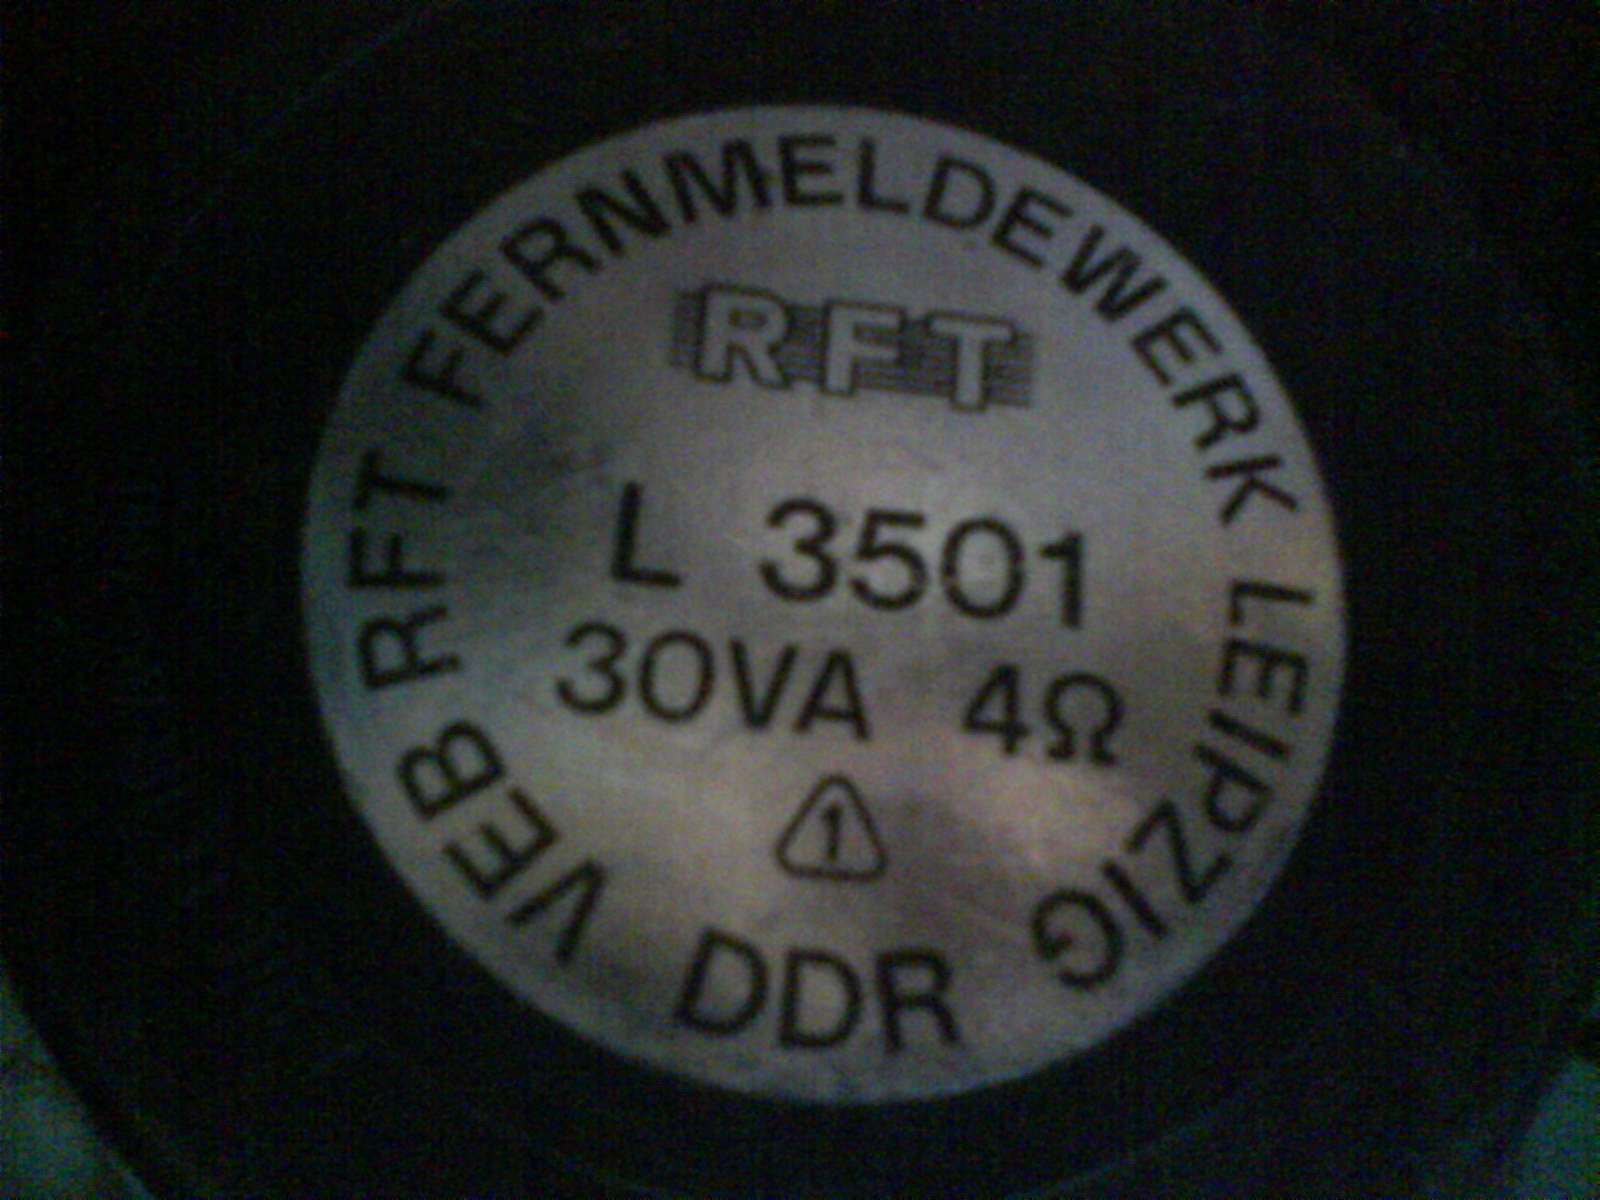 VEB RFT FERNMELDEWERK LEIPZIG
RFT
L 3501
30VA 4Ω
1
DDR